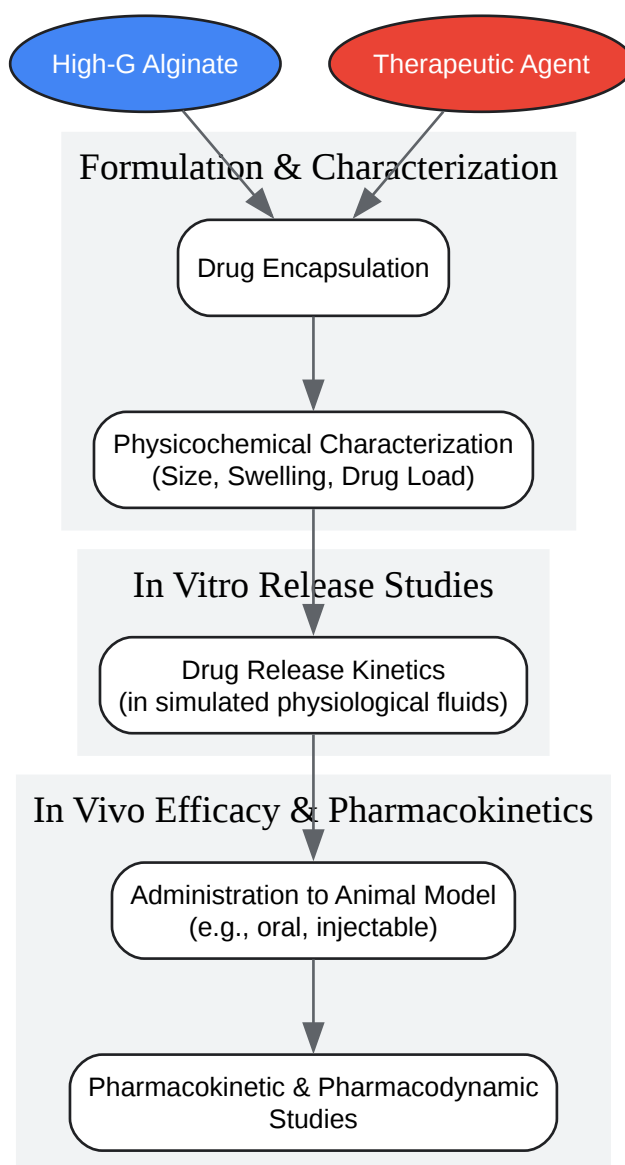 High-G Alginate
Therapeutic Agent
Formulation & Characterization
Drug Encapsulation
Physicochemical Characterization
(Size, Swelling, Drug Load)
In Vitro Release Studies
Drug Release Kinetics
(in simulated physiological fluids)
In Vivo Efficacy & Pharmacokinetics
Administration to Animal Model
(e.g., oral, injectable)
Pharmacokinetic & Pharmacodynamic
Studies